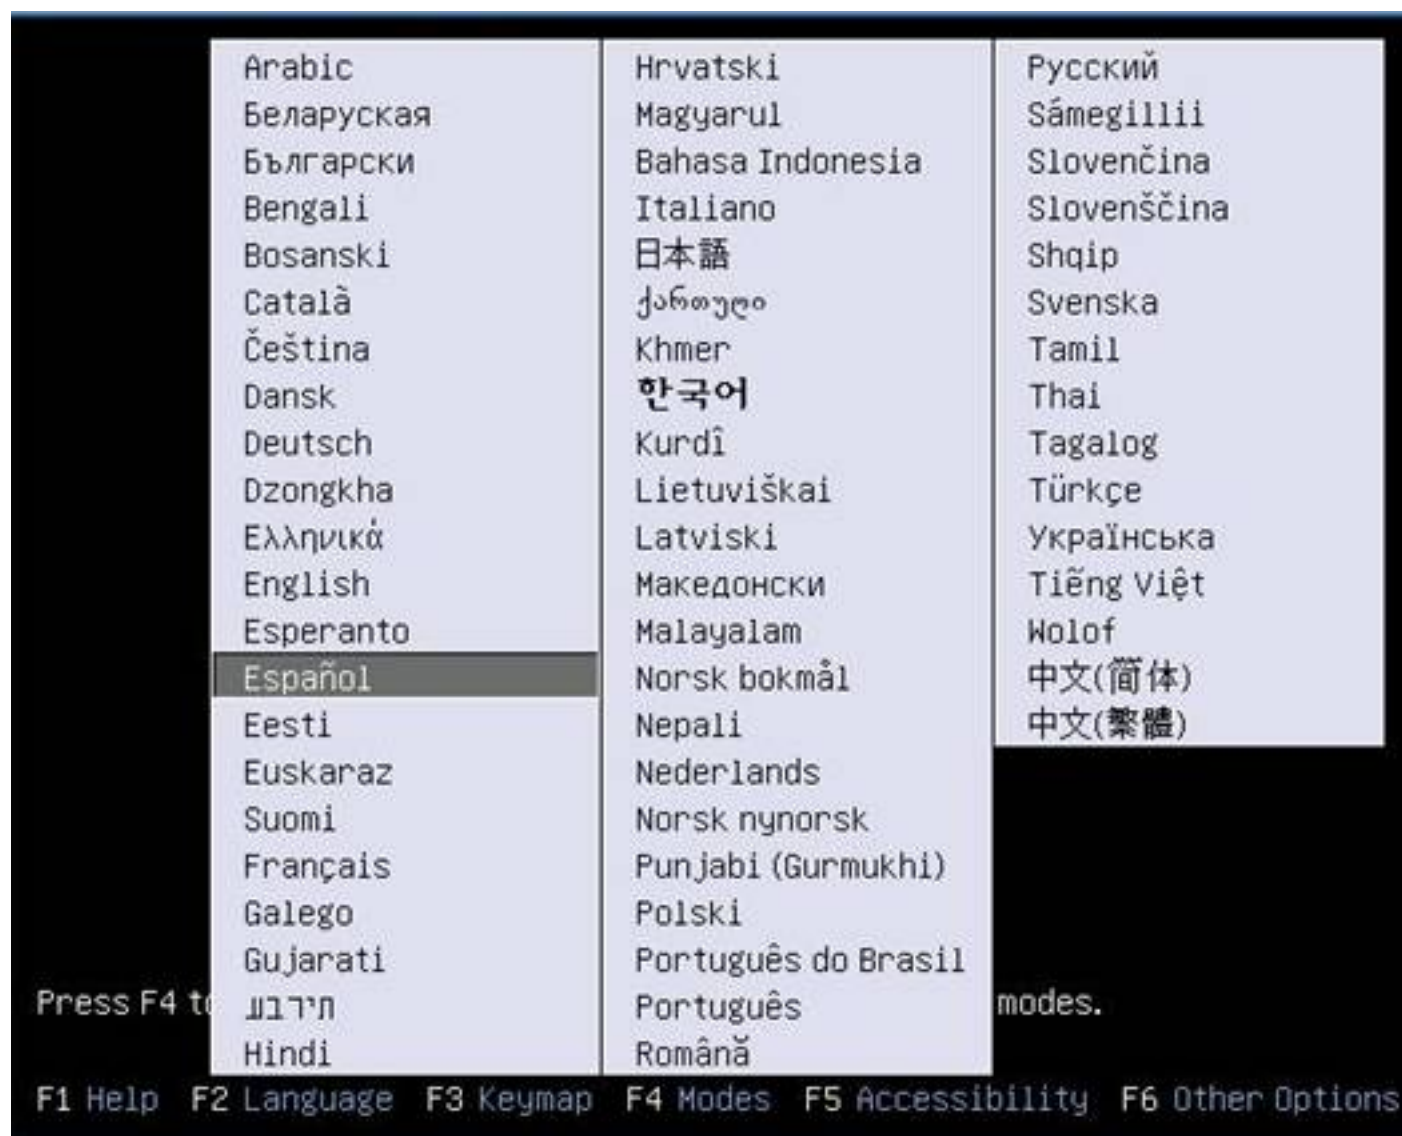 Arabic
Беларуская
Български
Bengali
Bosanski
Català
Čeština
Dansk
Deutsch
Dzongkha
Ελληνικά
English
Esperanto
Español
Eesti
Euskaraz
Suomi
Français
Galego
Gujarati
תירבע
Hindi
Hrvatski
Magyarul
Bahasa Indonesia
Italiano
日本語
ქართული
Khmer
한국어
Kurdî
Lietuviškai
Latviski
Македонски
Malayalam
Norsk bokmål
Nepali
Nederlands
Norsk nynorsk
Punjabi (Gurmukhi)
Polski
Português do Brasil
Português
Română
Русский
Sámegillii
Slovenčina
Slovenščina
Shqip
Svenska
Tamil
Thai
Tagalog
Türkçe
Українська
Tiếng Việt
Wolof
中文(简体)
中文(繁體)
Press F4 to modes.
F1 Help F2 Language F3 Keymap F4 Modes F5 Accessibility F6 Other Options